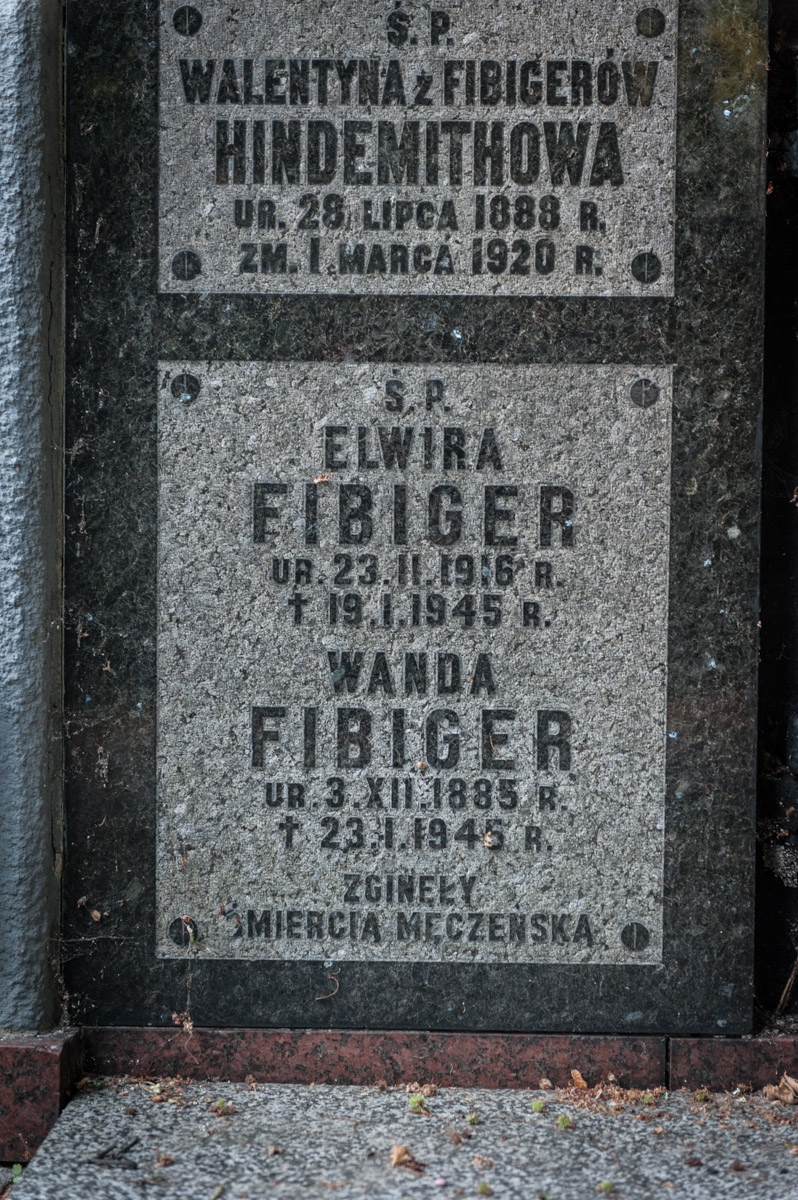 Ś. P.
WALENTYNA Z FIBIGERÓW
HINDEMITHOWA
UR. 28 LIPCA 1888 R.
ZM. 1 MARCA 1920 R.
Ś. P.
ELWIRA
FIBIGER
UR. 23.II.1916 R.
† 19.I.1945 R.
WANDA
FIBIGER
UR. 3.XII.1885 R.
† 23.I.1945 R.
ZGINĘŁY
ŚMIERCIĄ MĘCZEŃSKĄ